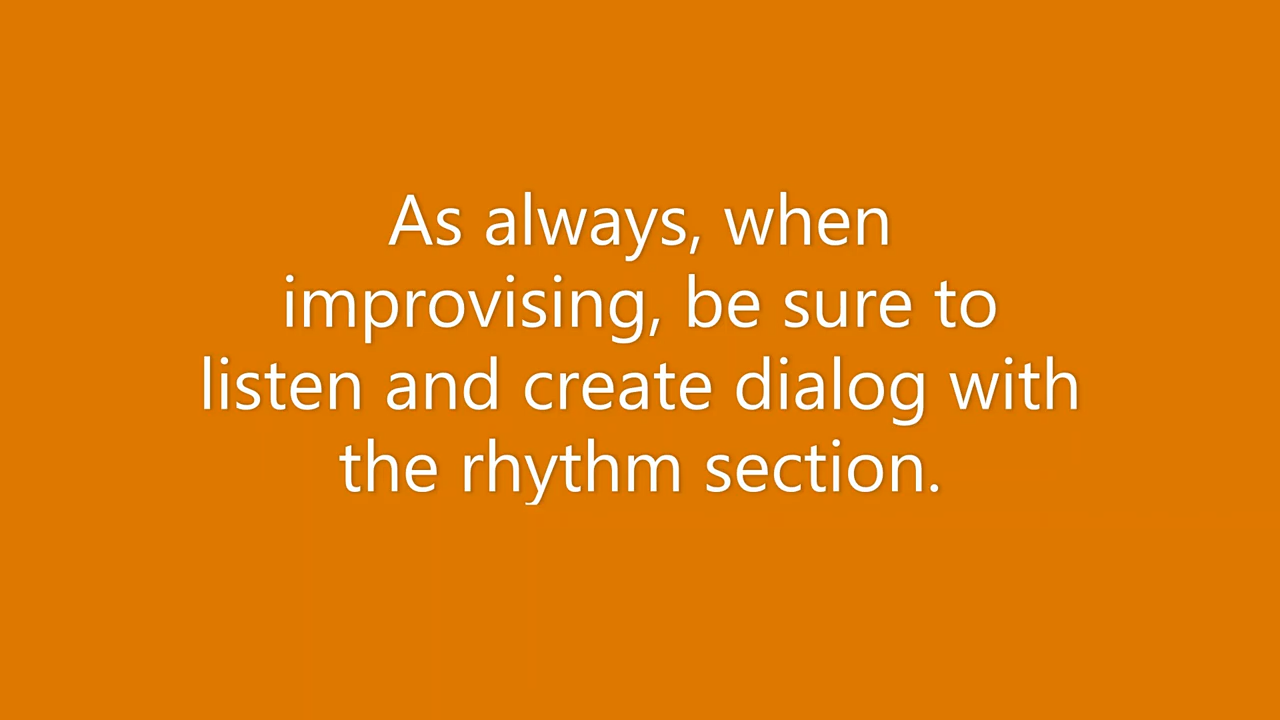 As always, when
improvising, be sure to
listen and create dialog with
the rhythm section.